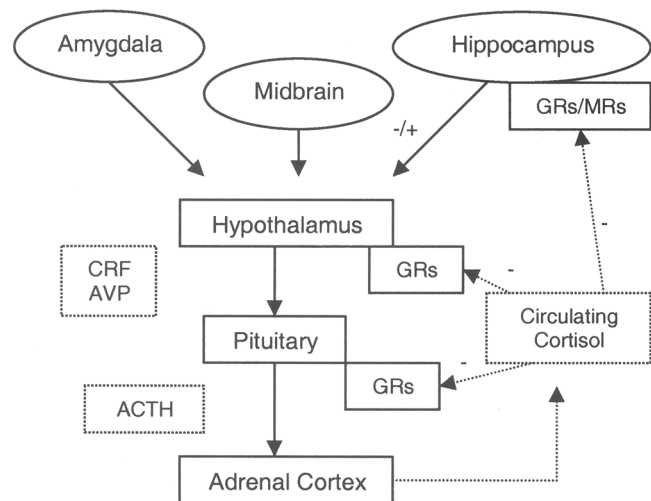 Amygdala
Hippocampus
Midbrain
GRs/MRs
-/+
Hypothalamus
-
CRF
AVP
GRs
-
Circulating
Cortisol
Pituitary
-
GRs
ACTH
Adrenal Cortex